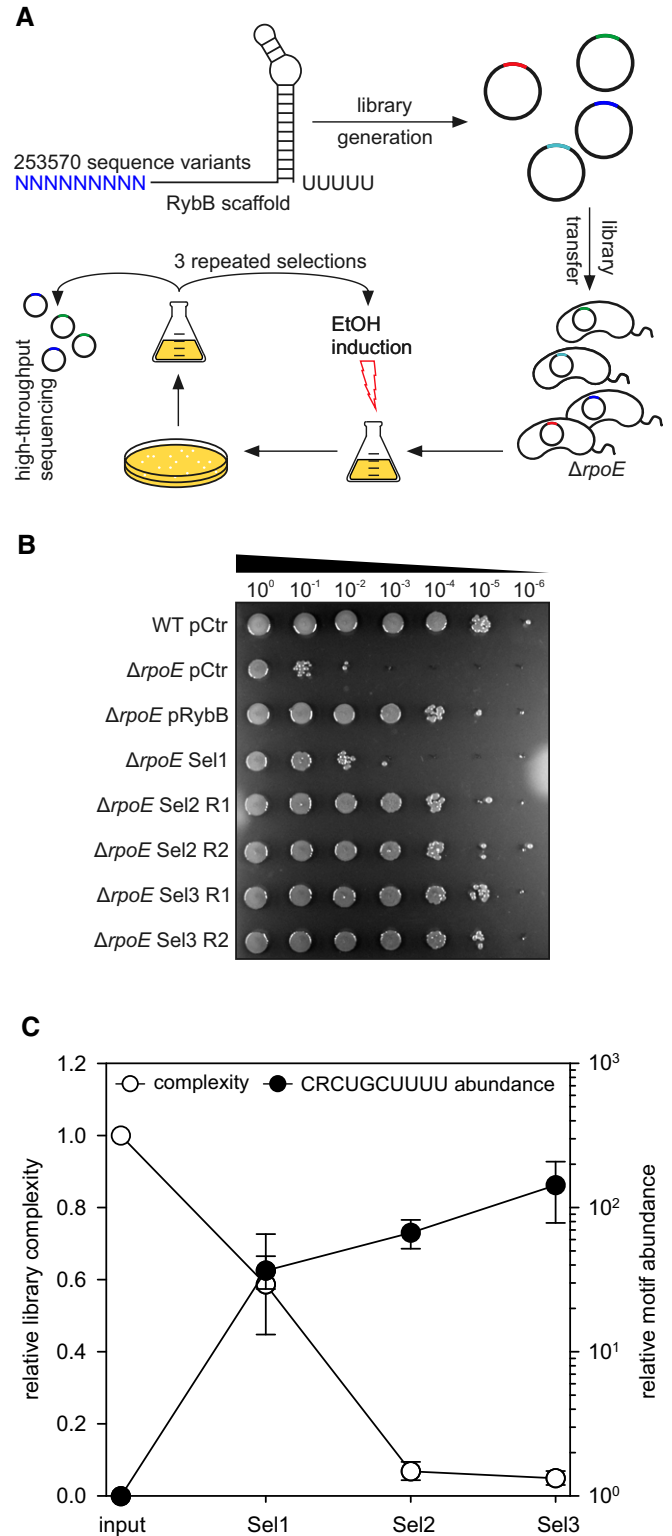 A
library
generation
253570 sequence variants
NNNNNNNNN
UUUUU
RybB scaffold
library
transfer
3 repeated selections
EtOH
induction
high-throughput
sequencing
ΔrpoE
B
10⁰ 10⁻¹ 10⁻² 10⁻³ 10⁻⁴ 10⁻⁵ 10⁻⁶
WT pCtr
ΔrpoE pCtr
ΔrpoE pRybB
ΔrpoE Sel1
ΔrpoE Sel2 R1
ΔrpoE Sel2 R2
ΔrpoE Sel3 R1
ΔrpoE Sel3 R2
C
complexity CRCUGCUUUU abundance
relative library complexity
1.2
1.0
0.8
0.6
0.4
0.2
0.0
10³
10²
10¹
10⁰
relative motif abundance
input Sel1 Sel2 Sel3